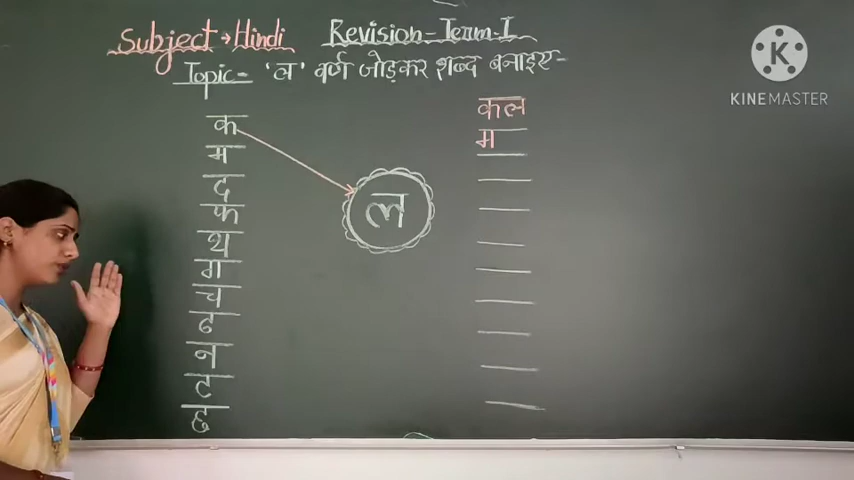 Subject → Hindi Revision - Term - I
Topic - 'ल' वर्ण जोड़कर शब्द बनाइए -
KINEMASTER
क
म
द
फ
थ
ग
च
ढ
न
ट
छ
ल
कल
म